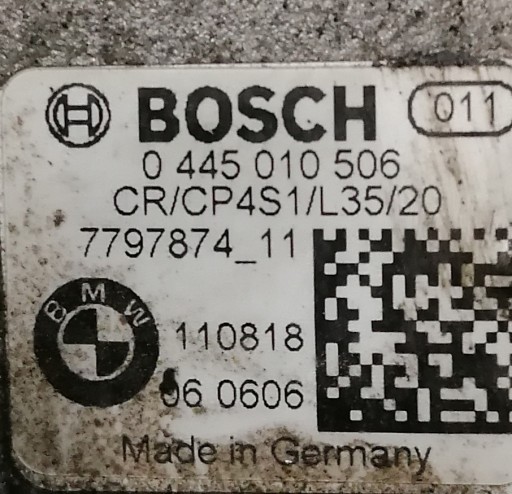 BOSCH 011
0 445 010 506
CR/CP4S1/L35/20
7797874_11
BMW
110818
0606
Made in Germany